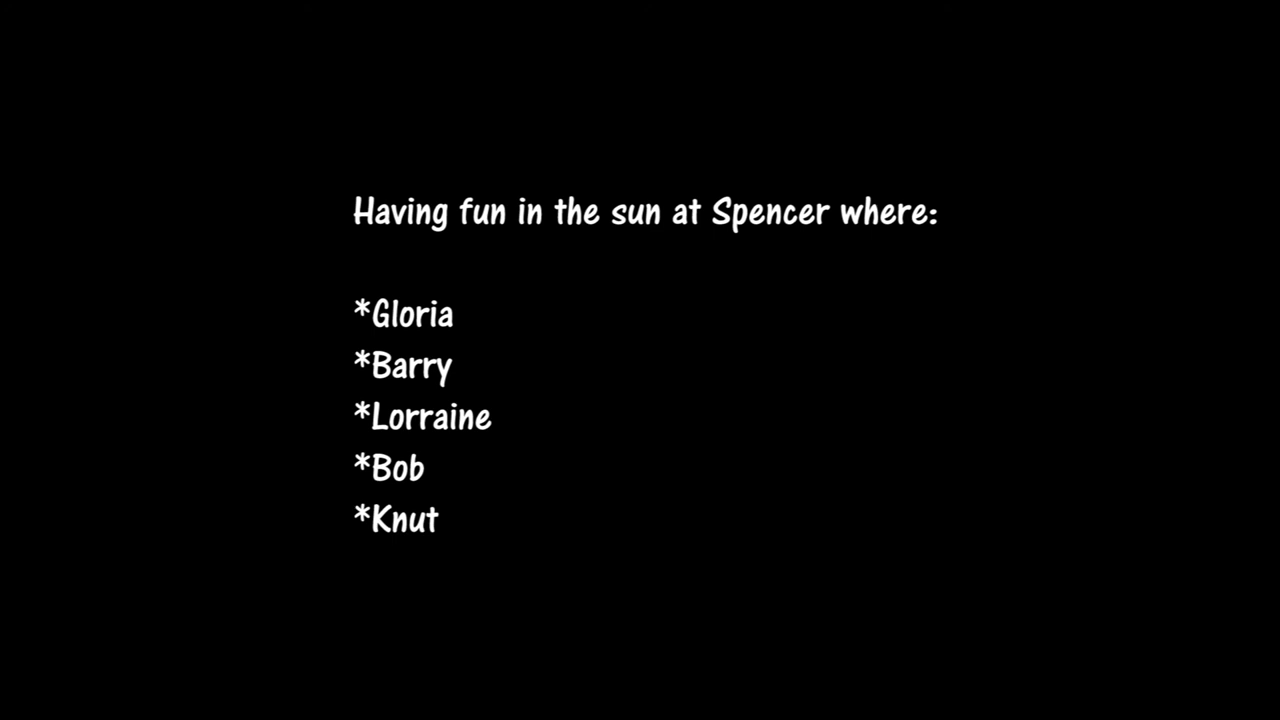 Having fun in the sun at Spencer where:
*Gloria
*Barry
*Lorraine
*Bob
*Knut